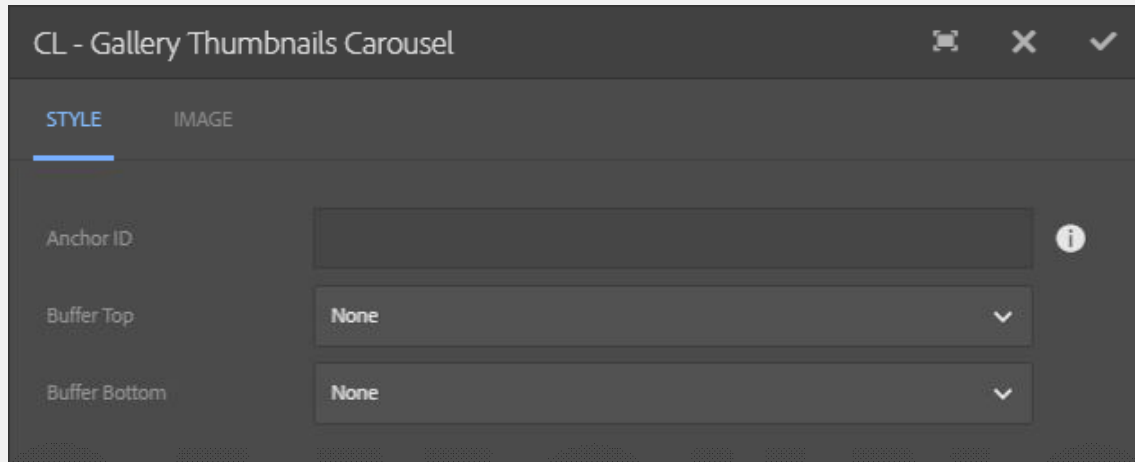 CL - Gallery Thumbnails Carousel
STYLE IMAGE
Anchor ID
Buffer Top None
Buffer Bottom None